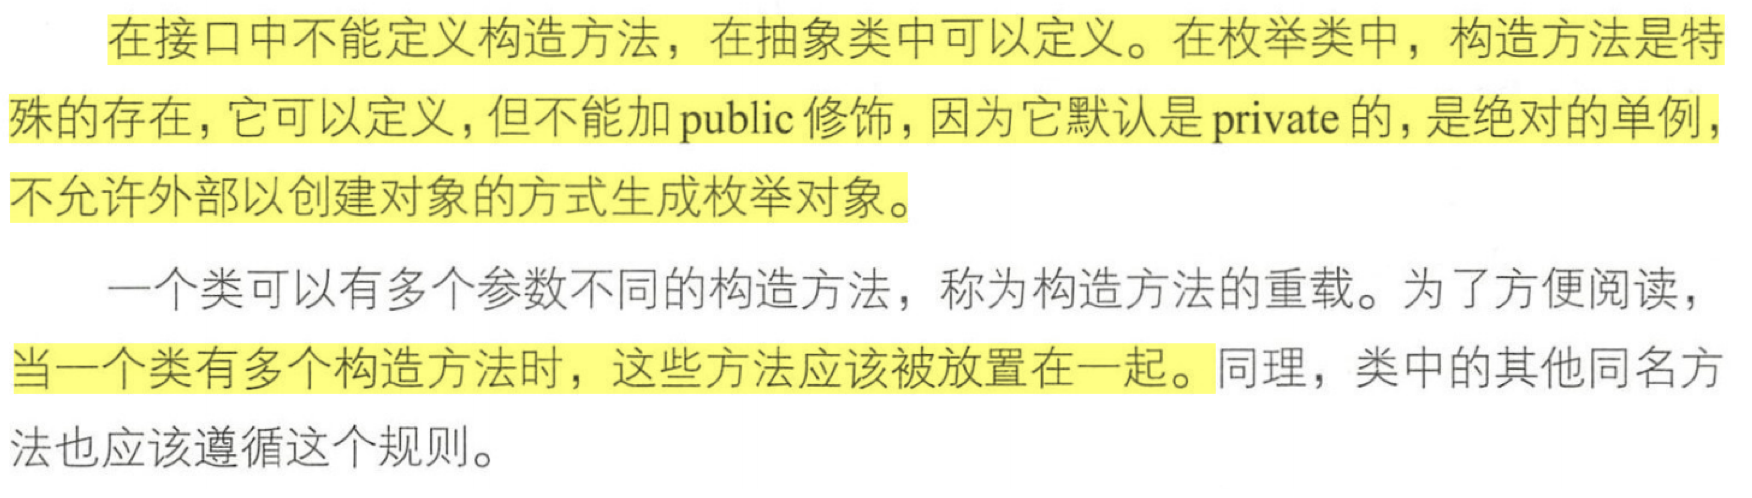 在接口中不能定义构造方法，在抽象类中可以定义。在枚举类中，构造方法是特
殊的存在，它可以定义，但不能加 public 修饰，因为它默认是 private 的，是绝对的单例，
不允许外部以创建对象的方式生成枚举对象。
一个类可以有多个参数不同的构造方法，称为构造方法的重载。为了方便阅读，
当一个类有多个构造方法时，这些方法应该被放置在一起。同理，类中的其他同名方
法也应该遵循这个规则。